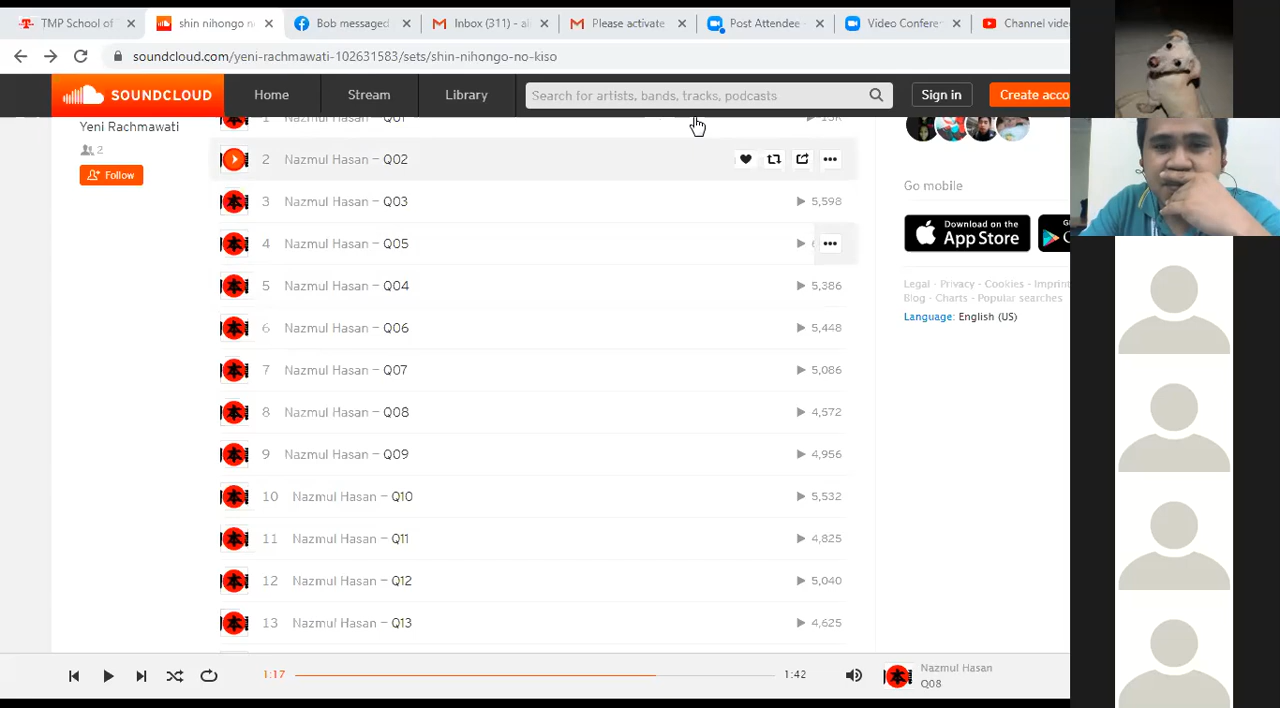 TMP School of
shin nihongo n
Bob messaged
Inbox (311) - a
Please activate
Post Attendee -
Video Conferen
Channel video
soundcloud.com/yeni-rachmawati-102631583/sets/shin-nihongo-no-kiso
SOUNDCLOUD
Home
Stream
Library
Search for artists, bands, tracks, podcasts
Sign in
Create acco
Yeni Rachmawati
2
Follow
1 Nazmul Hasan – Q01 13K
2 Nazmul Hasan – Q02
3 Nazmul Hasan – Q03 5,598
4 Nazmul Hasan – Q05
5 Nazmul Hasan – Q04 5,386
6 Nazmul Hasan – Q06 5,448
7 Nazmul Hasan – Q07 5,086
8 Nazmul Hasan – Q08 4,572
9 Nazmul Hasan – Q09 4,956
10 Nazmul Hasan – Q10 5,532
11 Nazmul Hasan – Q11 4,825
12 Nazmul Hasan – Q12 5,040
13 Nazmul Hasan – Q13 4,625
Go mobile
Download on the
App Store
Legal - Privacy - Cookies - Imprint
Blog - Charts - Popular searches
Language: English (US)
1:17
1:42
Nazmul Hasan
Q08